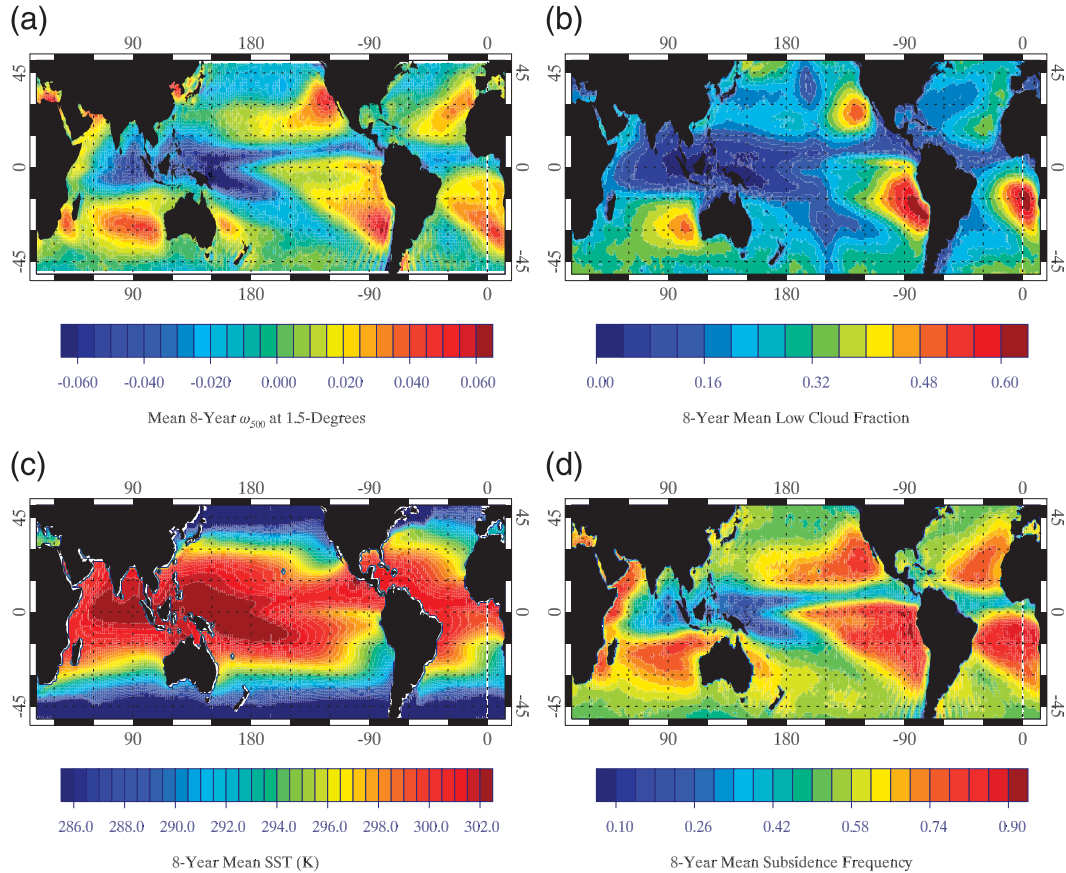 (a)
90 180 -90 0
45 45
0 0
-45 -45
90 180 -90 0
-0.060 -0.040 -0.020 0.000 0.020 0.040 0.060
Mean 8-Year ω500 at 1.5-Degrees
(b)
90 180 -90 0
45 45
0 0
-45 -45
90 180 -90 0
0.00 0.16 0.32 0.48 0.60
8-Year Mean Low Cloud Fraction
(c)
90 180 -90 0
45 45
0 0
-45 -45
90 180 -90 0
286.0 288.0 290.0 292.0 294.0 296.0 298.0 300.0 302.0
8-Year Mean SST (K)
(d)
90 180 -90 0
45 45
0 0
-45 -45
90 180 -90 0
0.10 0.26 0.42 0.58 0.74 0.90
8-Year Mean Subsidence Frequency